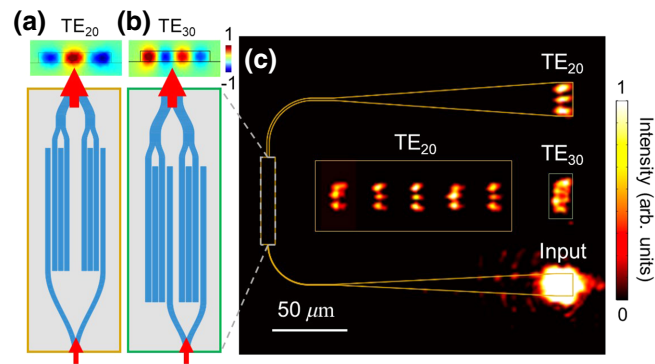 (a) TE20 (b) TE30
1
-1
(c)
TE20
TE20
TE30
Input
50 μm
1
Intensity (arb. units)
0